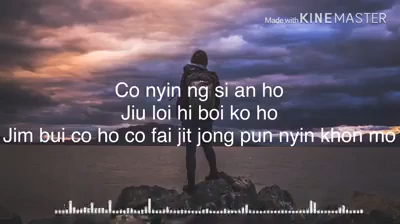 Made with KINEMASTER
Co nyin ng si an ho
Jiu loi hi boi ko ho
Jim bui co ho co fai jit jong pun nyin khon mo